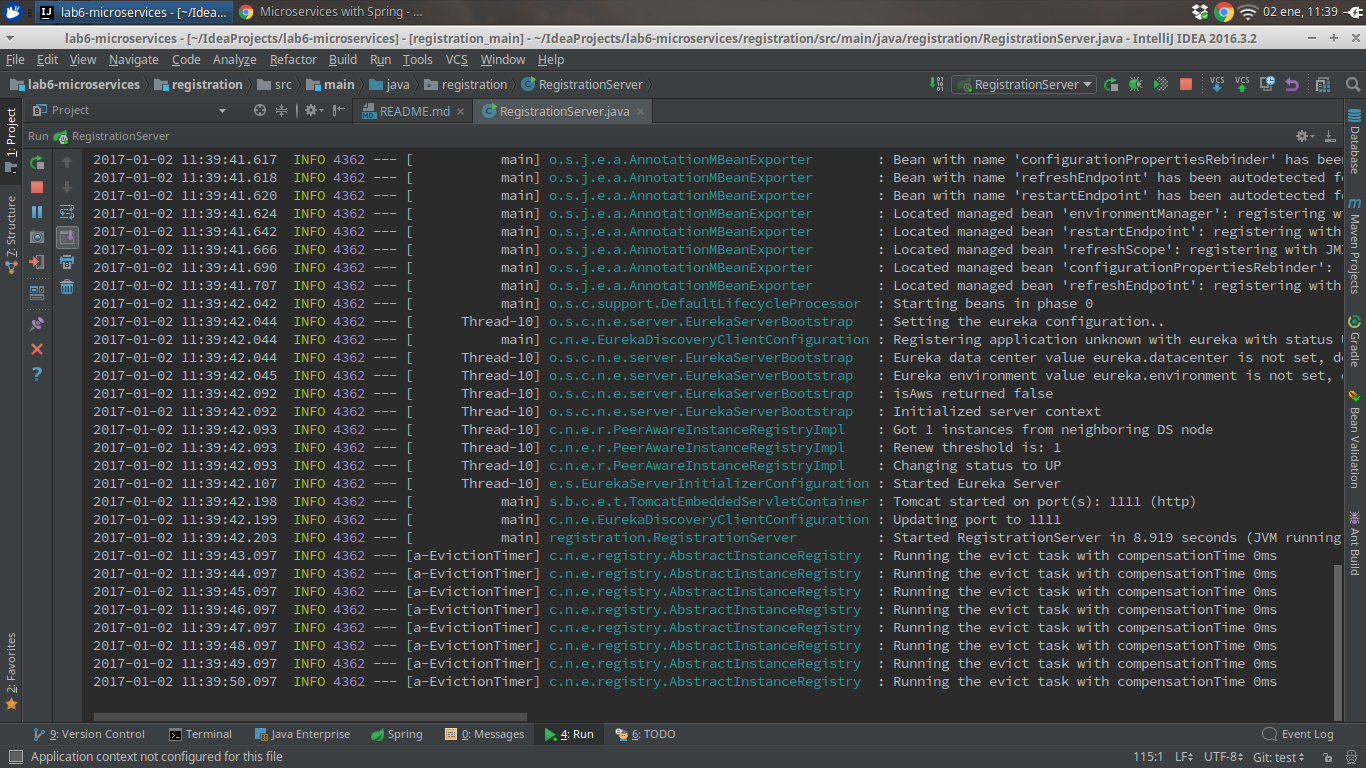 lab6-microservices - [~/Idea...
Microservices with Spring - ...
02 ene, 11:39
lab6-microservices - [~/IdeaProjects/lab6-microservices] - [registration_main] - ~/IdeaProjects/lab6-microservices/registration/src/main/java/registration/RegistrationServer.java - IntelliJ IDEA 2016.3.2
File Edit View Navigate Code Analyze Refactor Build Run Tools VCS Window Help
lab6-microservices registration src main java registration RegistrationServer
RegistrationServer
VCS VCS
Project
README.md
RegistrationServer.java
Run RegistrationServer
2017-01-02 11:39:41.617 INFO 4362 --- [ main] o.s.j.e.a.AnnotationMBeanExporter : Bean with name 'configurationPropertiesRebinder' has been
2017-01-02 11:39:41.618 INFO 4362 --- [ main] o.s.j.e.a.AnnotationMBeanExporter : Bean with name 'refreshEndpoint' has been autodetected fo
2017-01-02 11:39:41.620 INFO 4362 --- [ main] o.s.j.e.a.AnnotationMBeanExporter : Bean with name 'restartEndpoint' has been autodetected fo
2017-01-02 11:39:41.624 INFO 4362 --- [ main] o.s.j.e.a.AnnotationMBeanExporter : Located managed bean 'environmentManager': registering wi
2017-01-02 11:39:41.642 INFO 4362 --- [ main] o.s.j.e.a.AnnotationMBeanExporter : Located managed bean 'restartEndpoint': registering with
2017-01-02 11:39:41.666 INFO 4362 --- [ main] o.s.j.e.a.AnnotationMBeanExporter : Located managed bean 'refreshScope': registering with JMX
2017-01-02 11:39:41.690 INFO 4362 --- [ main] o.s.j.e.a.AnnotationMBeanExporter : Located managed bean 'configurationPropertiesRebinder':
2017-01-02 11:39:41.707 INFO 4362 --- [ main] o.s.j.e.a.AnnotationMBeanExporter : Located managed bean 'refreshEndpoint': registering with
2017-01-02 11:39:42.042 INFO 4362 --- [ main] o.s.c.support.DefaultLifecycleProcessor : Starting beans in phase 0
2017-01-02 11:39:42.044 INFO 4362 --- [ Thread-10] o.s.c.n.e.server.EurekaServerBootstrap : Setting the eureka configuration..
2017-01-02 11:39:42.044 INFO 4362 --- [ main] c.n.e.EurekaDiscoveryClientConfiguration : Registering application unknown with eureka with status U
2017-01-02 11:39:42.044 INFO 4362 --- [ Thread-10] o.s.c.n.e.server.EurekaServerBootstrap : Eureka data center value eureka.datacenter is not set, de
2017-01-02 11:39:42.045 INFO 4362 --- [ Thread-10] o.s.c.n.e.server.EurekaServerBootstrap : Eureka environment value eureka.environment is not set,
2017-01-02 11:39:42.092 INFO 4362 --- [ Thread-10] o.s.c.n.e.server.EurekaServerBootstrap : isAws returned false
2017-01-02 11:39:42.092 INFO 4362 --- [ Thread-10] o.s.c.n.e.server.EurekaServerBootstrap : Initialized server context
2017-01-02 11:39:42.093 INFO 4362 --- [ Thread-10] c.n.e.r.PeerAwareInstanceRegistryImpl : Got 1 instances from neighboring DS node
2017-01-02 11:39:42.093 INFO 4362 --- [ Thread-10] c.n.e.r.PeerAwareInstanceRegistryImpl : Renew threshold is: 1
2017-01-02 11:39:42.093 INFO 4362 --- [ Thread-10] c.n.e.r.PeerAwareInstanceRegistryImpl : Changing status to UP
2017-01-02 11:39:42.107 INFO 4362 --- [ Thread-10] e.s.EurekaServerInitializerConfiguration : Started Eureka Server
2017-01-02 11:39:42.198 INFO 4362 --- [ main] s.b.c.e.t.TomcatEmbeddedServletContainer : Tomcat started on port(s): 1111 (http)
2017-01-02 11:39:42.199 INFO 4362 --- [ main] c.n.e.EurekaDiscoveryClientConfiguration : Updating port to 1111
2017-01-02 11:39:42.203 INFO 4362 --- [ main] registration.RegistrationServer : Started RegistrationServer in 8.919 seconds (JVM running
2017-01-02 11:39:43.097 INFO 4362 --- [a-EvictionTimer] c.n.e.registry.AbstractInstanceRegistry : Running the evict task with compensationTime 0ms
2017-01-02 11:39:44.097 INFO 4362 --- [a-EvictionTimer] c.n.e.registry.AbstractInstanceRegistry : Running the evict task with compensationTime 0ms
2017-01-02 11:39:45.097 INFO 4362 --- [a-EvictionTimer] c.n.e.registry.AbstractInstanceRegistry : Running the evict task with compensationTime 0ms
2017-01-02 11:39:46.097 INFO 4362 --- [a-EvictionTimer] c.n.e.registry.AbstractInstanceRegistry : Running the evict task with compensationTime 0ms
2017-01-02 11:39:47.097 INFO 4362 --- [a-EvictionTimer] c.n.e.registry.AbstractInstanceRegistry : Running the evict task with compensationTime 0ms
2017-01-02 11:39:48.097 INFO 4362 --- [a-EvictionTimer] c.n.e.registry.AbstractInstanceRegistry : Running the evict task with compensationTime 0ms
2017-01-02 11:39:49.097 INFO 4362 --- [a-EvictionTimer] c.n.e.registry.AbstractInstanceRegistry : Running the evict task with compensationTime 0ms
2017-01-02 11:39:50.097 INFO 4362 --- [a-EvictionTimer] c.n.e.registry.AbstractInstanceRegistry : Running the evict task with compensationTime 0ms
1: Project
7: Structure
2: Favorites
Database
Maven Projects
Gradle
Bean Validation
Ant Build
9: Version Control Terminal Java Enterprise Spring 0: Messages 4: Run 6: TODO Event Log
Application context not configured for this file
115:1 LF UTF-8 Git: test